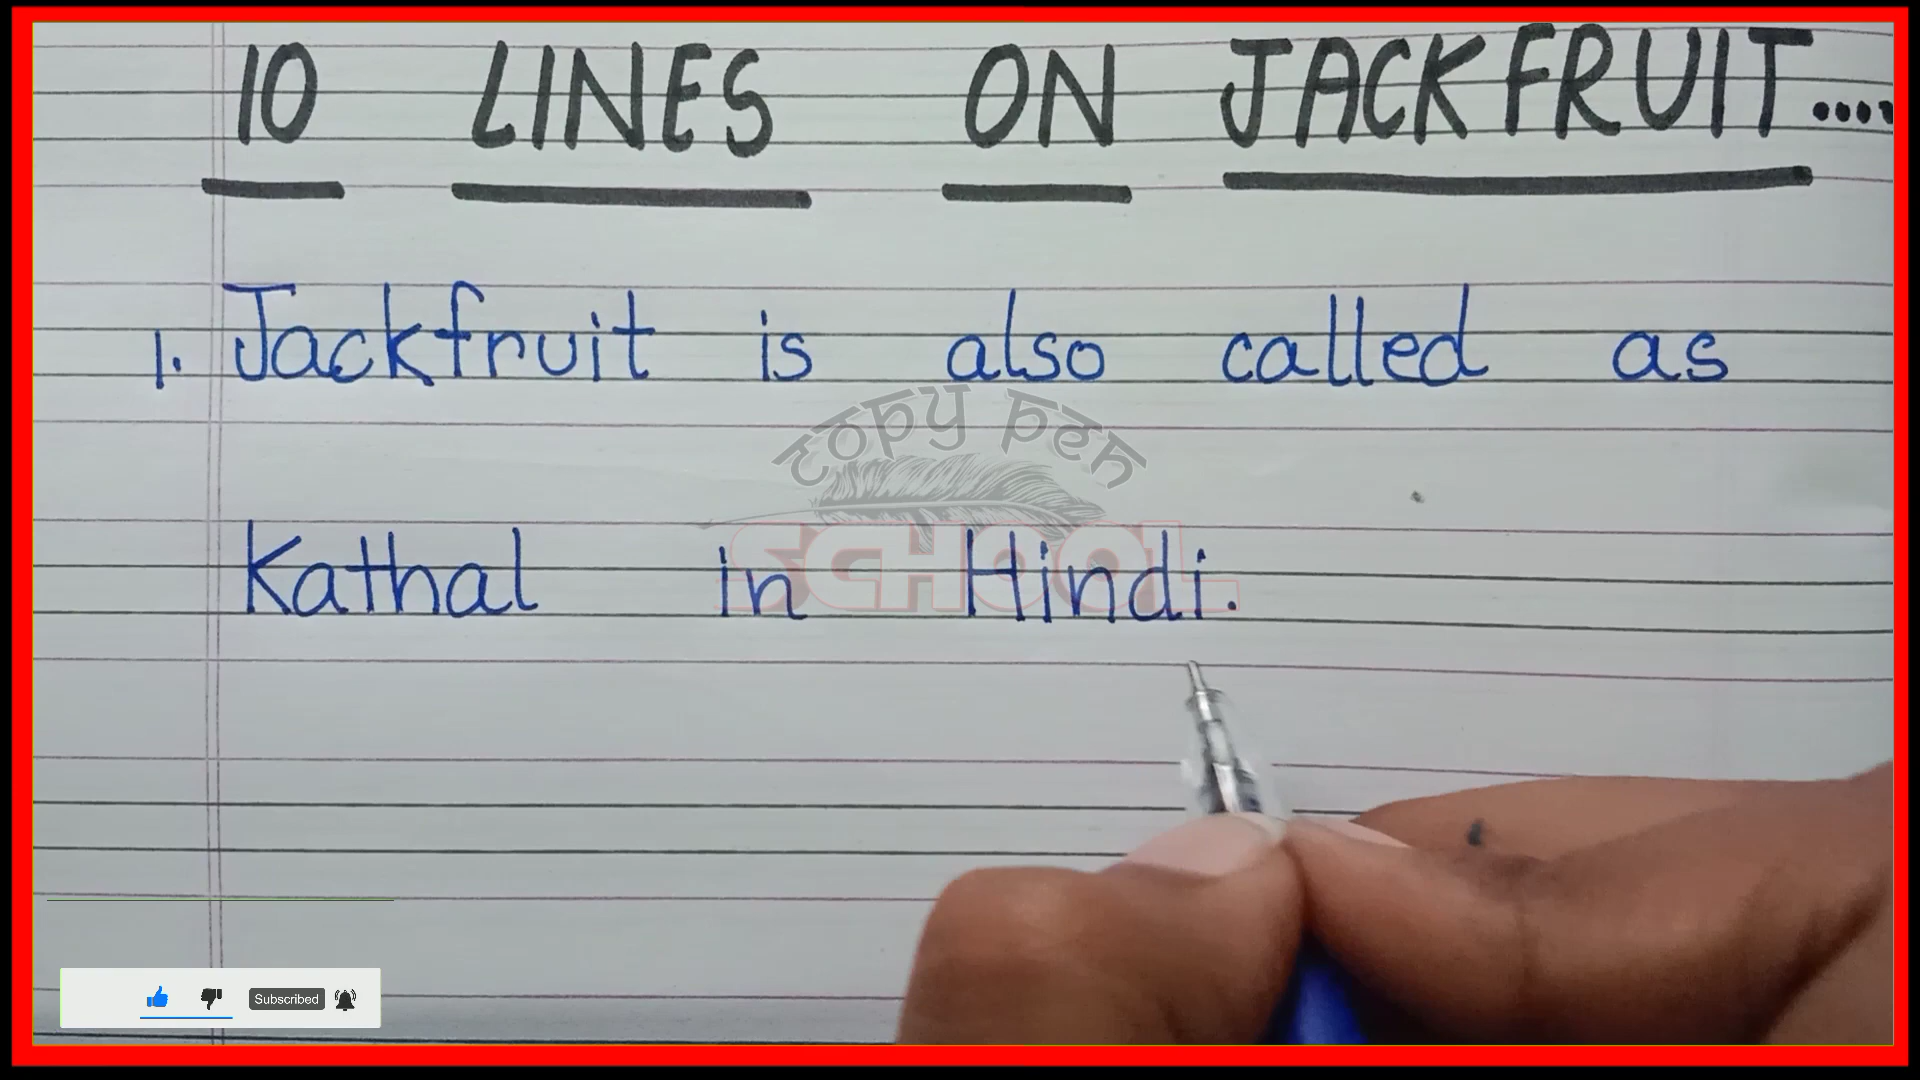 10 LINES ON JACKFRUIT....
1. Jackfruit is also called as
copy pen
SCHOOL
Kathal in Hindi.
Subscribed